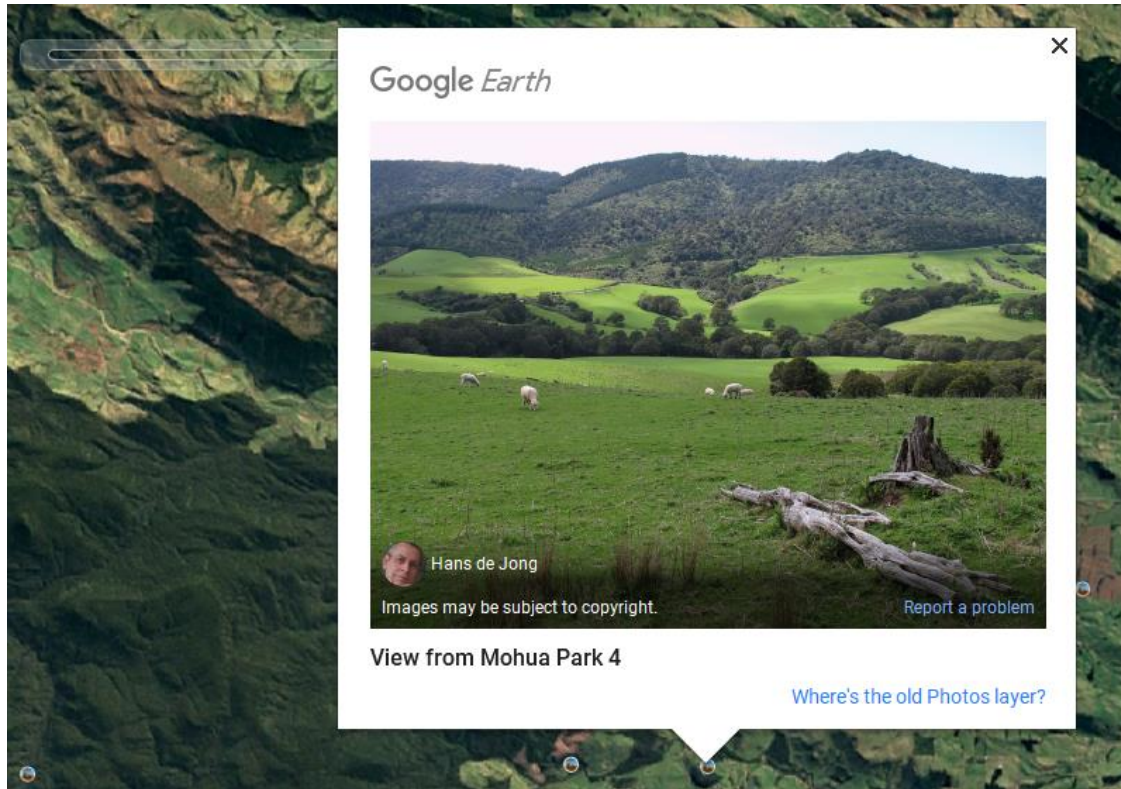 Google Earth
Hans de Jong
Images may be subject to copyright.
Report a problem
View from Mohua Park 4
Where's the old Photos layer?